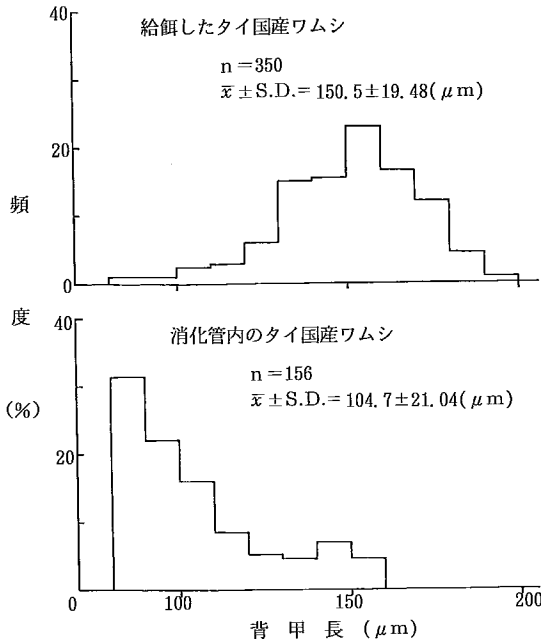 40
給餌したタイ国産ワムシ
n=350
x̄±S.D.=150.5±19.48(μm)
20
0
頻
度
(%)
40
消化管内のタイ国産ワムシ
n=156
x̄±S.D.=104.7±21.04(μm)
20
0 100 150 200
背甲長(μm)